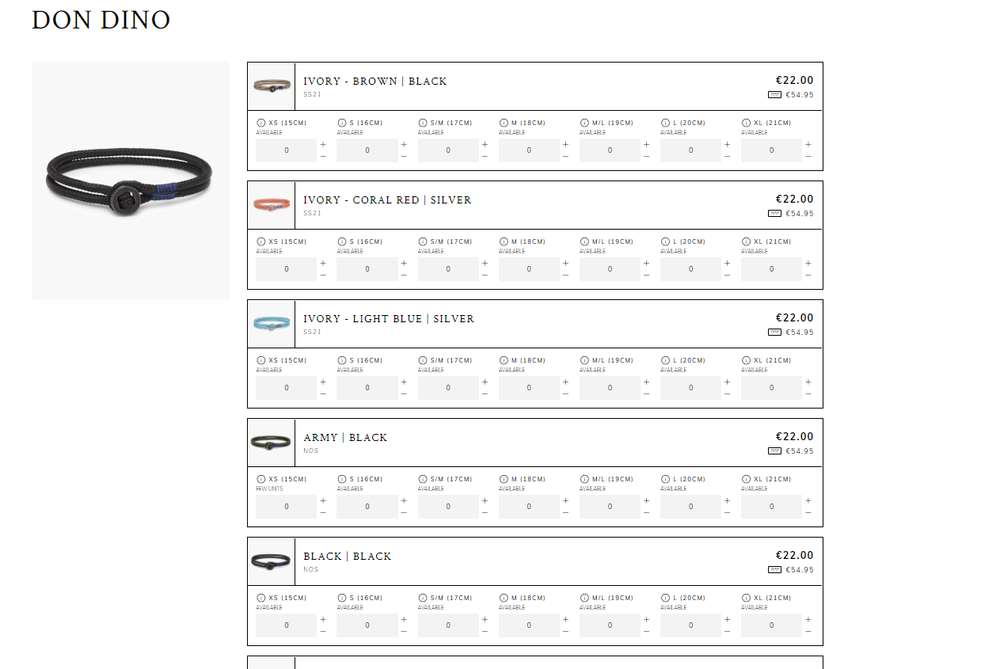 DON DINO
IVORY - BROWN | BLACK €22.00
SS21 RRP €54.95
XS (15CM) S (16CM) S/M (17CM) M (18CM) M/L (19CM) L (20CM) XL (21CM)
AVAILABLE AVAILABLE AVAILABLE AVAILABLE AVAILABLE AVAILABLE AVAILABLE
0 + 0 + 0 + 0 + 0 + 0 + 0 +
– – – – – – –
IVORY - CORAL RED | SILVER €22.00
SS21 RRP €54.95
XS (15CM) S (16CM) S/M (17CM) M (18CM) M/L (19CM) L (20CM) XL (21CM)
AVAILABLE AVAILABLE AVAILABLE AVAILABLE AVAILABLE AVAILABLE AVAILABLE
0 + 0 + 0 + 0 + 0 + 0 + 0 +
– – – – – – –
IVORY - LIGHT BLUE | SILVER €22.00
SS21 RRP €54.95
XS (15CM) S (16CM) S/M (17CM) M (18CM) M/L (19CM) L (20CM) XL (21CM)
AVAILABLE AVAILABLE AVAILABLE AVAILABLE AVAILABLE AVAILABLE AVAILABLE
0 + 0 + 0 + 0 + 0 + 0 + 0 +
– – – – – – –
ARMY | BLACK €22.00
NOS RRP €54.95
XS (15CM) S (16CM) S/M (17CM) M (18CM) M/L (19CM) L (20CM) XL (21CM)
FEW UNITS AVAILABLE AVAILABLE AVAILABLE AVAILABLE AVAILABLE AVAILABLE
0 + 0 + 0 + 0 + 0 + 0 + 0 +
– – – – – – –
BLACK | BLACK €22.00
NOS RRP €54.95
XS (15CM) S (16CM) S/M (17CM) M (18CM) M/L (19CM) L (20CM) XL (21CM)
AVAILABLE AVAILABLE AVAILABLE AVAILABLE AVAILABLE AVAILABLE AVAILABLE
0 + 0 + 0 + 0 + 0 + 0 + 0 +
– – – – – – –